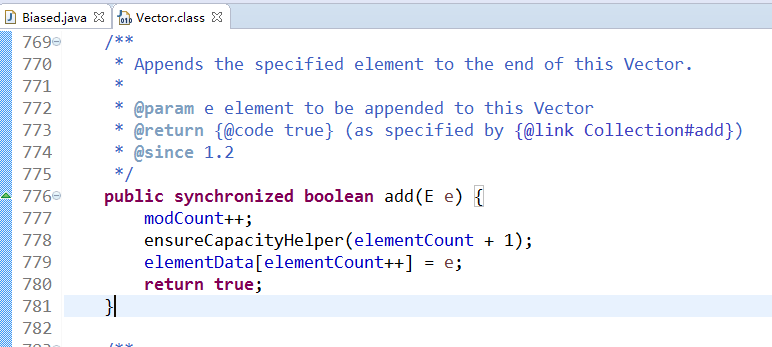 Biased.java Vector.class
769 /**
770 * Appends the specified element to the end of this Vector.
771 *
772 * @param e element to be appended to this Vector
773 * @return {@code true} (as specified by {@link Collection#add})
774 * @since 1.2
775 */
776 public synchronized boolean add(E e) {
777 modCount++;
778 ensureCapacityHelper(elementCount + 1);
779 elementData[elementCount++] = e;
780 return true;
781 }
782